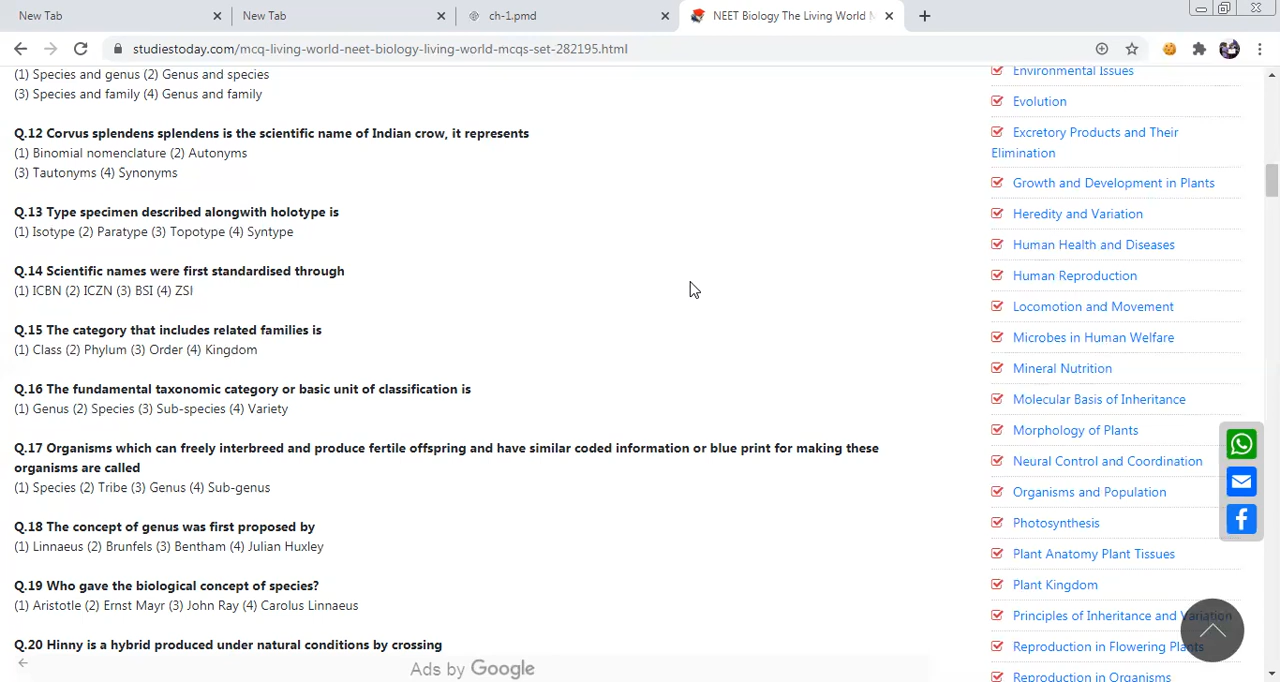 New Tab
New Tab
ch-1.pmd
NEET Biology The Living World M
studiestoday.com/mcq-living-world-neet-biology-living-world-mcqs-set-282195.html
(1) Species and genus (2) Genus and species
(3) Species and family (4) Genus and family
Q.12 Corvus splendens splendens is the scientific name of Indian crow, it represents
(1) Binomial nomenclature (2) Autonyms
(3) Tautonyms (4) Synonyms
Q.13 Type specimen described alongwith holotype is
(1) Isotype (2) Paratype (3) Topotype (4) Syntype
Q.14 Scientific names were first standardised through
(1) ICBN (2) ICZN (3) BSI (4) ZSI
Q.15 The category that includes related families is
(1) Class (2) Phylum (3) Order (4) Kingdom
Q.16 The fundamental taxonomic category or basic unit of classification is
(1) Genus (2) Species (3) Sub-species (4) Variety
Q.17 Organisms which can freely interbreed and produce fertile offspring and have similar coded information or blue print for making these
organisms are called
(1) Species (2) Tribe (3) Genus (4) Sub-genus
Q.18 The concept of genus was first proposed by
(1) Linnaeus (2) Brunfels (3) Bentham (4) Julian Huxley
Q.19 Who gave the biological concept of species?
(1) Aristotle (2) Ernst Mayr (3) John Ray (4) Carolus Linnaeus
Q.20 Hinny is a hybrid produced under natural conditions by crossing
Ads by Google
Environmental Issues
Evolution
Excretory Products and Their
Elimination
Growth and Development in Plants
Heredity and Variation
Human Health and Diseases
Human Reproduction
Locomotion and Movement
Microbes in Human Welfare
Mineral Nutrition
Molecular Basis of Inheritance
Morphology of Plants
Neural Control and Coordination
Organisms and Population
Photosynthesis
Plant Anatomy Plant Tissues
Plant Kingdom
Principles of Inheritance and Variation
Reproduction in Flowering Plants
Reproduction in Organisms